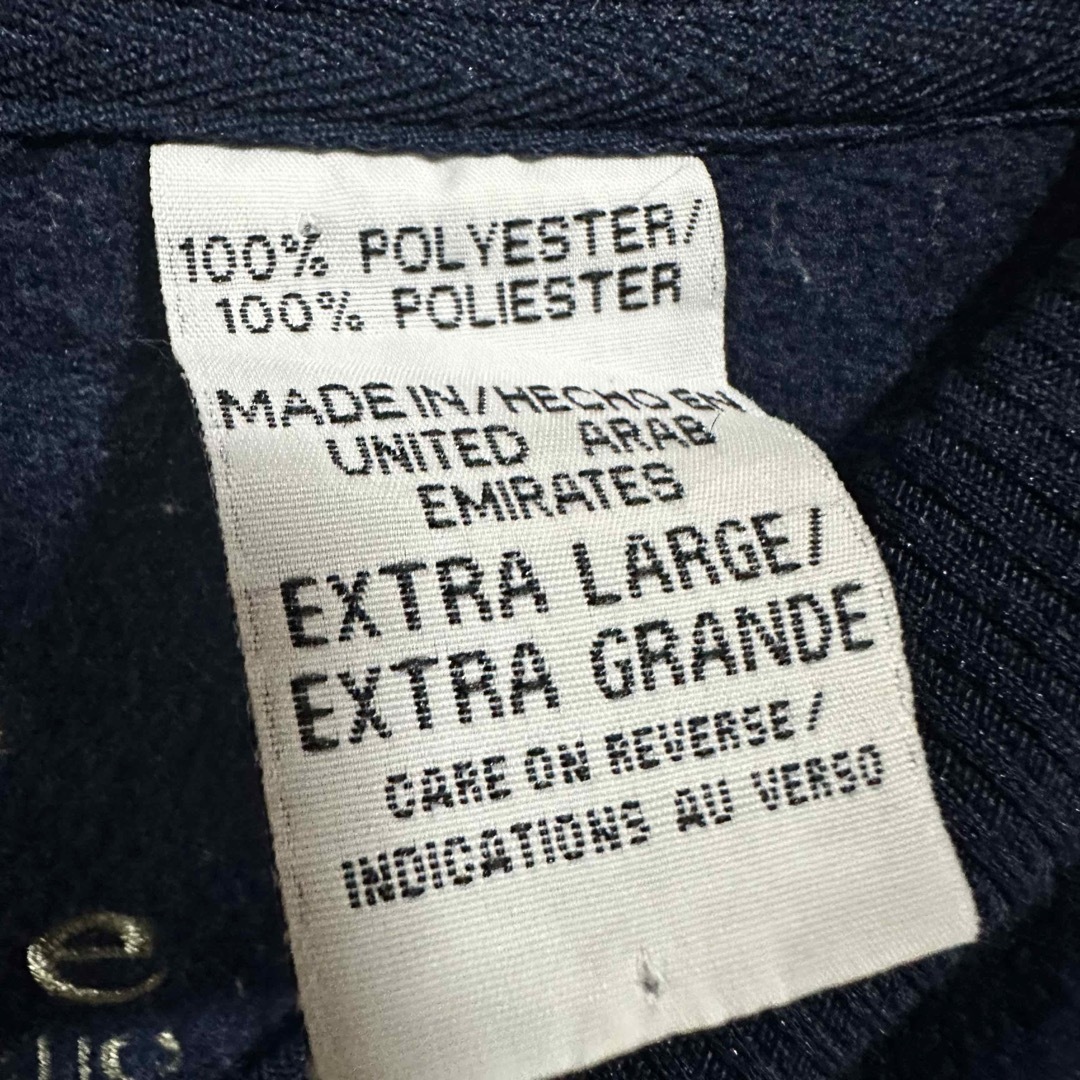 100% POLYESTER/
100% POLIESTER
MADE IN/HECHO EN
UNITED ARAB
EMIRATES
EXTRA LARGE/
EXTRA GRANDE
CARE ON REVERSE/
INDICATIONS AU VERSO
e